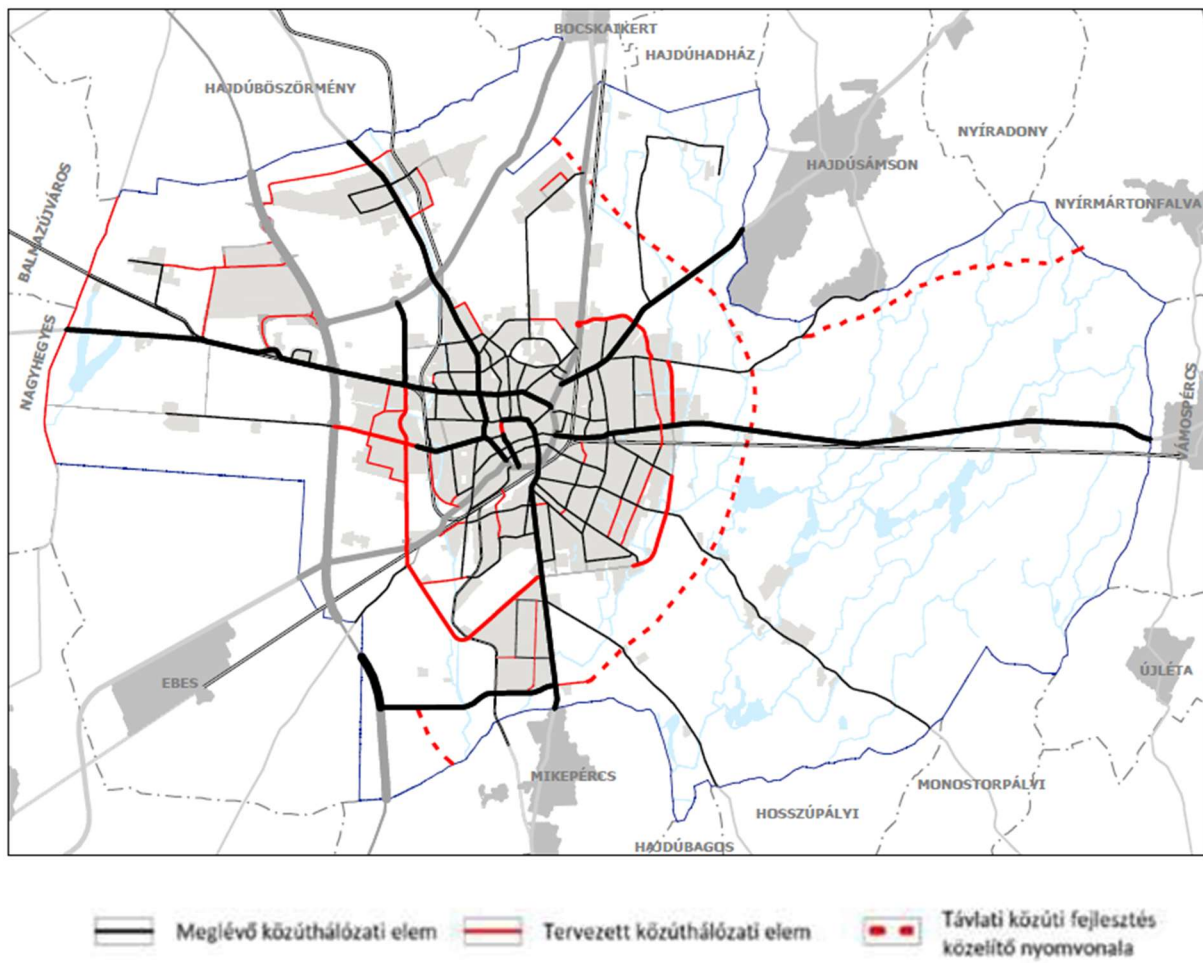 BOCSKAIKERT
HAJDÚHADHÁZ
HAJDÚBÖSZÖRMÉNY
NYÍRADONY
HAJDÚSÁMSON
BALMAZÚJVÁROS
NYÍRMÁRTONFALVA
NAGYHEGYES
VÁMOSPÉRCS
EBES
ÚJLÉTA
MIKEPÉRCS
MONOSTORPÁLYI
HOSSZÚPÁLYI
HAJDÚBAGOS
Meglévő közúthálózati elem
Tervezett közúthálózati elem
Távlati közúti fejlesztés
közelítő nyomvonala